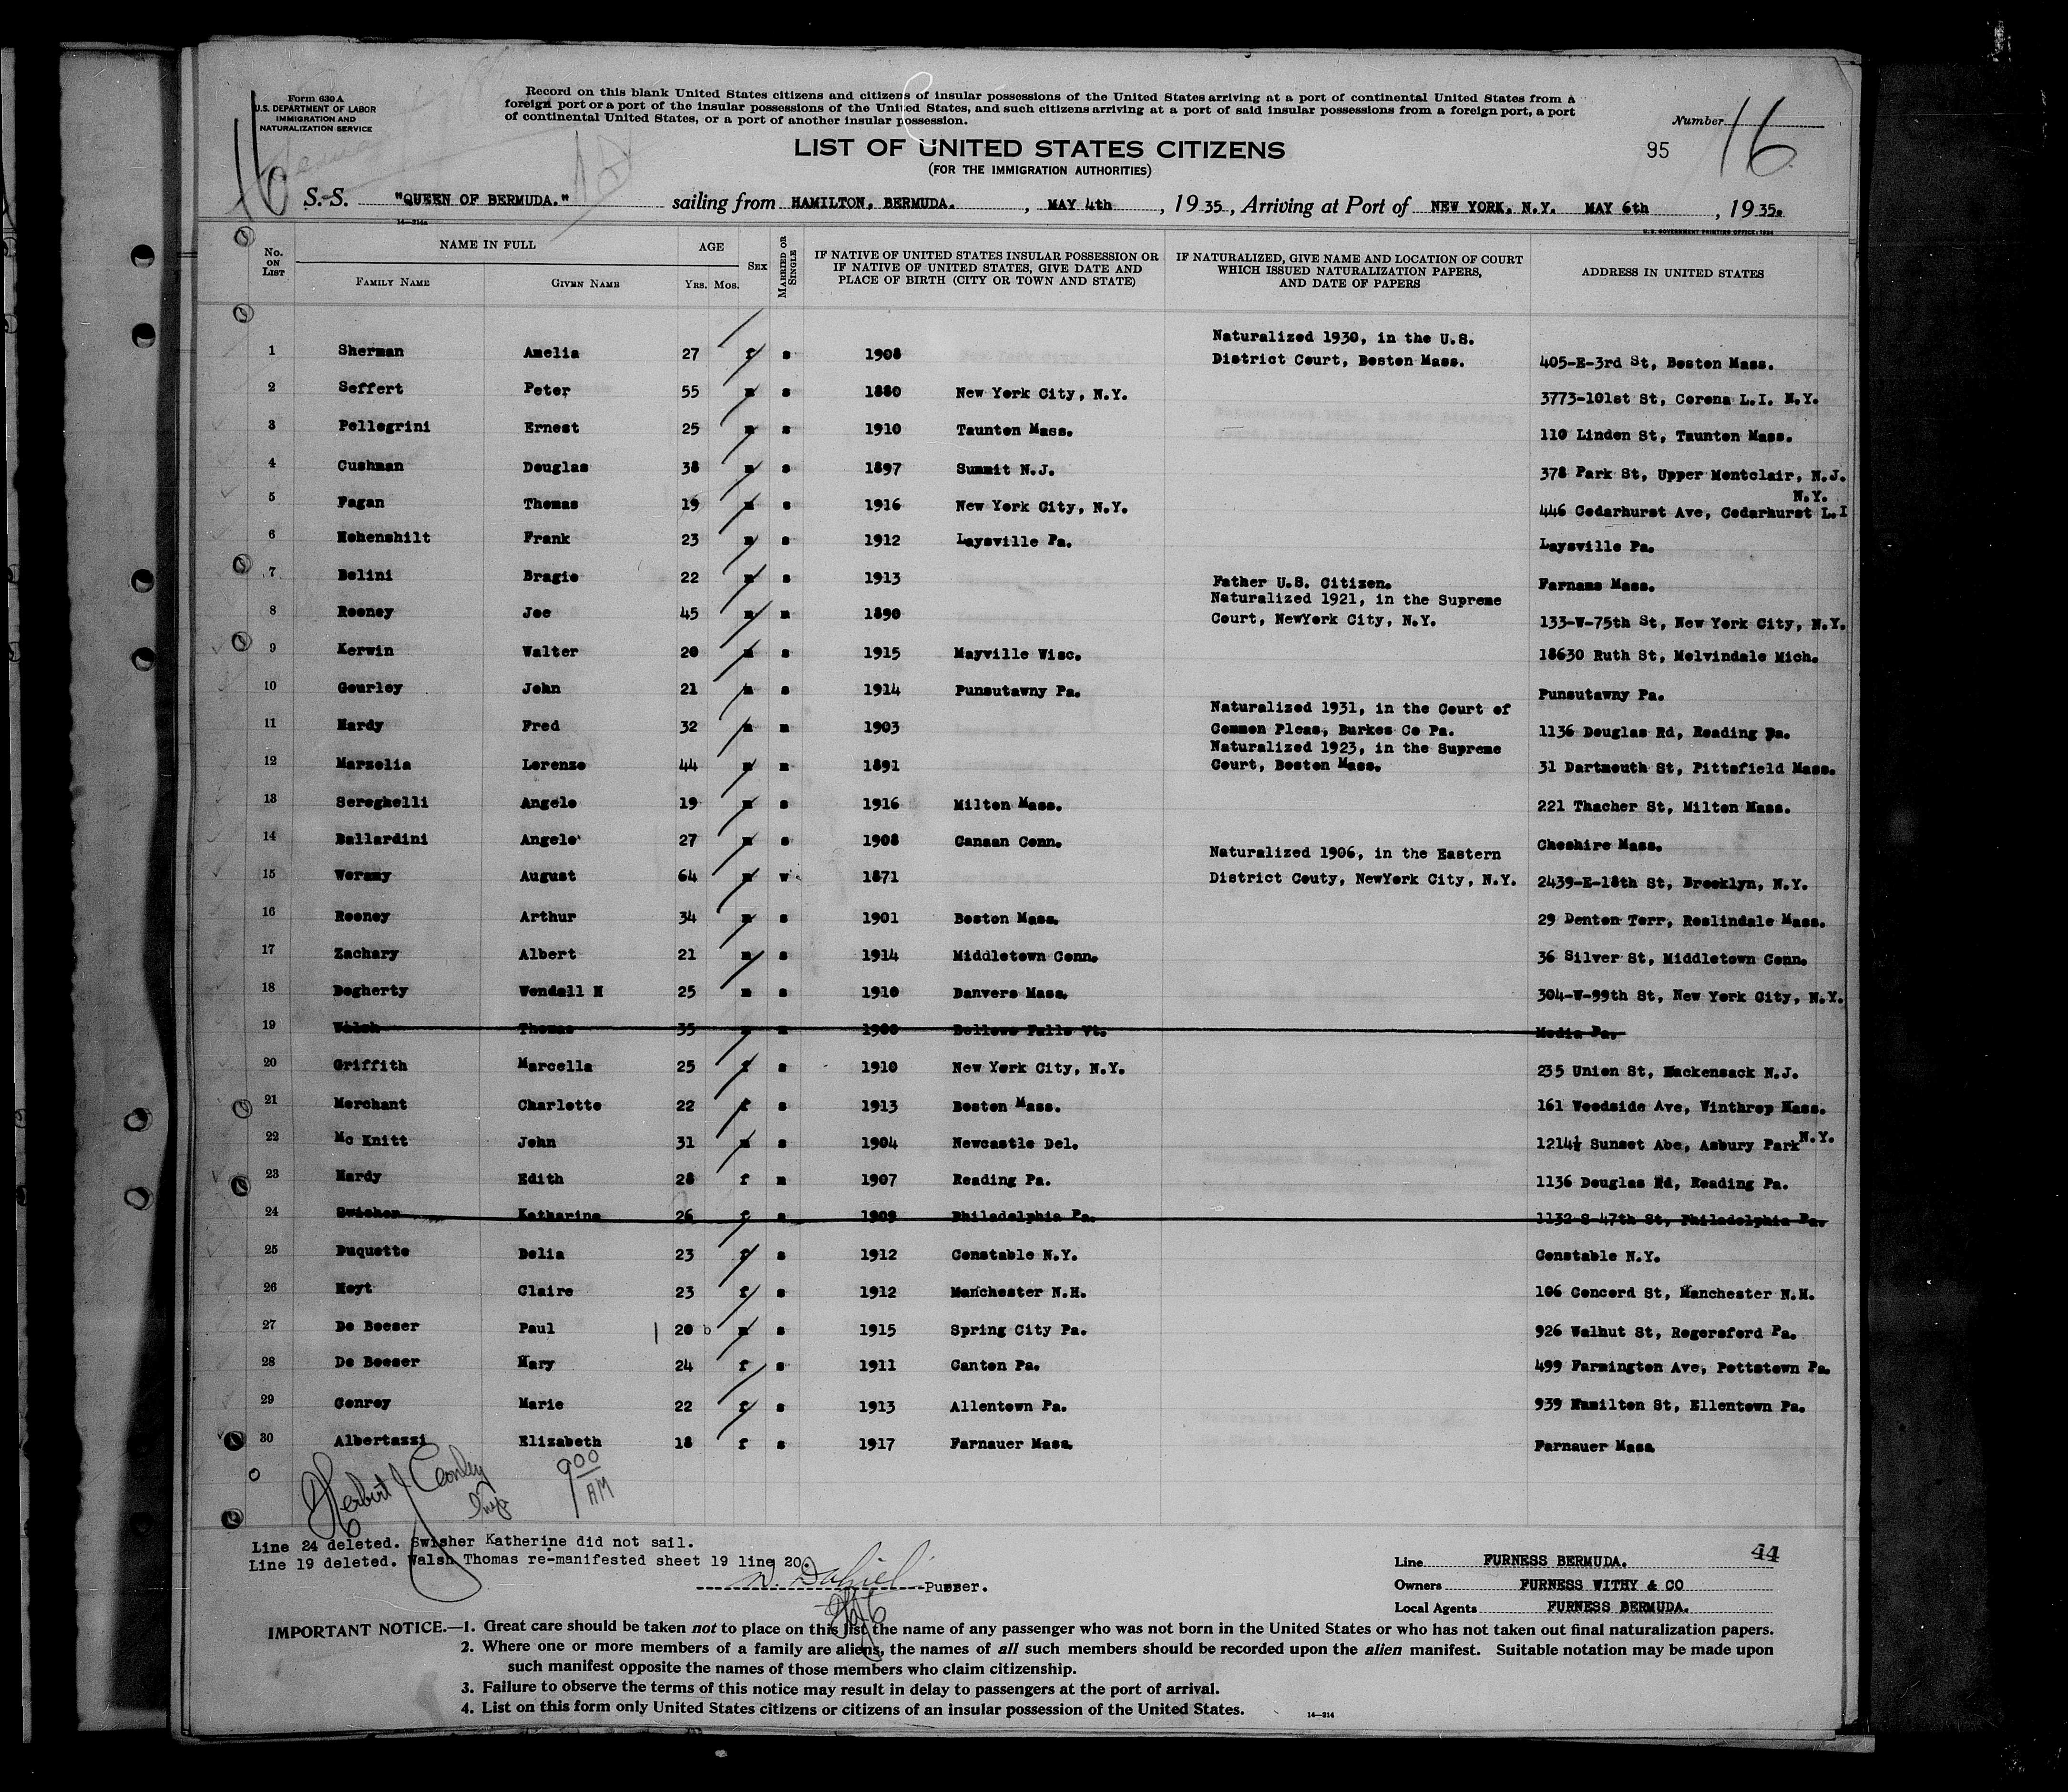 Form 630 A
U.S. DEPARTMENT OF LABOR
IMMIGRATION AND
NATURALIZATION SERVICE
Record on this blank United States citizens and citizens of insular possessions of the United States arriving at a port of continental United States from a
foreign port or a port of the insular possessions of the United States, and such citizens arriving at a port of said insular possessions from a foreign port, a port
of continental United States, or a port of another insular possession.
Number 16
95
LIST OF UNITED STATES CITIZENS
(FOR THE IMMIGRATION AUTHORITIES)
16
S.S. "QUEEN OF BERMUDA." sailing from HAMILTON, BERMUDA. , MAY 4th , 19 35 , Arriving at Port of NEW YORK, N.Y. MAY 6th , 19 35.
14—314a
U.S. GOVERNMENT PRINTING OFFICE: 1934
No. ON LIST NAME IN FULL FAMILY NAME GIVEN NAME AGE YRS. MOS. SEX MARRIED OR SINGLE IF NATIVE OF UNITED STATES INSULAR POSSESSION OR IF NATIVE OF UNITED STATES, GIVE DATE AND PLACE OF BIRTH (CITY OR TOWN AND STATE) IF NATURALIZED, GIVE NAME AND LOCATION OF COURT WHICH ISSUED NATURALIZATION PAPERS, AND DATE OF PAPERS ADDRESS IN UNITED STATES
1 Sherman Amelia 27 f s 1908 Naturalized 1930, in the U.S. District Court, Boston Mass. 405-E-3rd St, Boston Mass.
2 Seffert Peter 55 m s 1880 New York City, N.Y. 3773-101st St, Corona L.I. N.Y.
3 Pellegrini Ernest 25 m s 1910 Taunton Mass. 110 Linden St, Taunton Mass.
4 Cushman Douglas 38 m s 1897 Summit N.J. 378 Park St, Upper Montclair, N.J.
5 Fagan Thomas 19 m s 1916 New York City, N.Y. 446 Cedarhurst Ave, Cedarhurst L.I N.Y.
6 Hohenshilt Frank 23 m s 1912 Laysville Pa. Laysville Pa.
7 Bolini Bragio 22 m s 1913 Father U.S. Citizen. Farnams Mass.
8 Rooney Joe 45 m m 1890 Naturalized 1921, in the Supreme Court, NewYork City, N.Y. 133-W-75th St, New York City, N.Y.
9 Kerwin Walter 20 m s 1915 Mayville Wisc. 18630 Ruth St, Melvindale Mich.
10 Gourley John 21 m s 1914 Punsutawny Pa. Punsutawny Pa.
11 Hardy Fred 32 m m 1903 Naturalized 1931, in the Court of Common Pleas, Burkes Co Pa. 1136 Douglas Rd, Reading Pa.
12 Marzolia Lorenzo 44 m m 1891 Naturalized 1923, in the Supreme Court, Boston Mass. 31 Dartmouth St, Pittsfield Mass.
13 Sereghelli Angelo 19 m s 1916 Milton Mass. 221 Thacher St, Milton Mass.
14 Ballardini Angelo 27 m s 1908 Canaan Conn. Cheshire Mass.
15 Wormny August 64 m w 1871 Naturalized 1906, in the Eastern District Couty, NewYork City, N.Y. 2439-E-18th St, Brooklyn, N.Y.
16 Rooney Arthur 34 m s 1901 Boston Mass. 29 Denton Terr, Roslindale Mass.
17 Zachary Albert 21 m s 1914 Middletown Conn. 36 Silver St, Middletown Conn.
18 Dogherty Wendell H 25 m s 1910 Danvers Mass. 304-W-99th St, New York City, N.Y.
19 Walsh Thomas 35 m m 1900 Bellows Falls Vt. Media Pa.
20 Griffith Marcella 25 f s 1910 New York City, N.Y. 235 Union St, Hackensack N.J.
21 Merchant Charlotte 22 f s 1913 Boston Mass. 161 Woodside Ave, Winthrop Mass.
22 Mc Knitt John 31 m s 1904 Newcastle Del. 1214½ Sunset Abe, Asbury Park N.Y.
23 Hardy Edith 28 f m 1907 Reading Pa. 1136 Douglas Rd, Reading Pa.
24 Swisher Katharine 26 f s 1909 Philadelphia Pa. 1132-S-47th St, Philadelphia Pa.
25 Duquette Delia 23 f s 1912 Constable N.Y. Constable N.Y.
26 Hoyt Claire 23 f s 1912 Manchester N.H. 106 Concord St, Manchester N.H.
27 De Boeser Paul 20 m s 1915 Spring City Pa. 926 Walnut St, Rogersford Pa.
28 De Boeser Mary 24 f s 1911 Canton Pa. 499 Farmington Ave, Pottstown Pa.
29 Conroy Marie 22 f s 1913 Allentown Pa. 939 Hamilton St, Ellentown Pa.
30 Albertazzi Elizabeth 18 f s 1917 Farnauer Mass. Farnauer Mass
Herbert J Conley Insp
9 00 AM
Line 24 deleted. Swisher Katherine did not sail.
Line 19 deleted. Walsh Thomas re-manifested sheet 19 line 20.
Purser.
Line FURNESS BERMUDA. 44
Owners FURNESS WITHY & CO
Local Agents FURNESS BERMUDA.
IMPORTANT NOTICE.—1. Great care should be taken not to place on this list the name of any passenger who was not born in the United States or who has not taken out final naturalization papers.
2. Where one or more members of a family are aliens, the names of all such members should be recorded upon the alien manifest. Suitable notation may be made upon
such manifest opposite the names of those members who claim citizenship.
3. Failure to observe the terms of this notice may result in delay to passengers at the port of arrival.
4. List on this form only United States citizens or citizens of an insular possession of the United States.
14—314